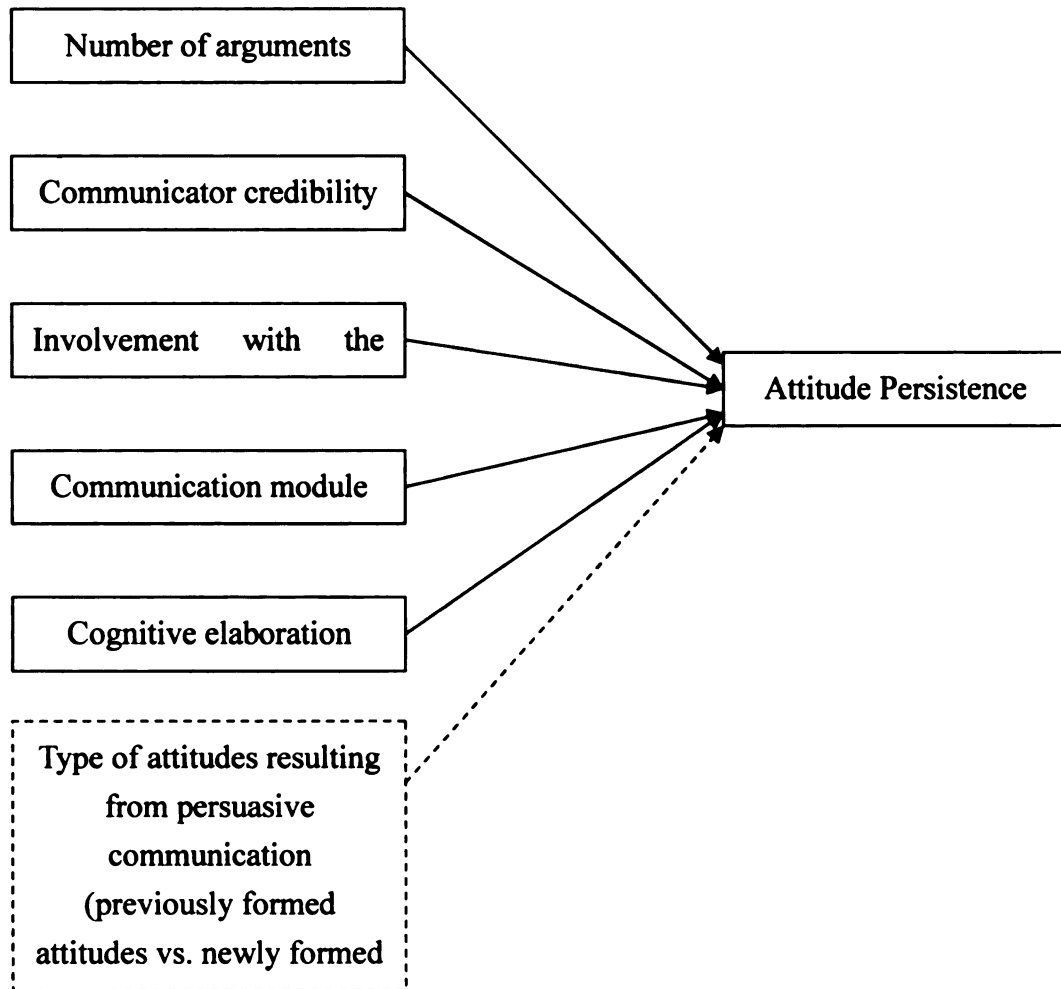 Number of arguments
Communicator credibility
Involvement with the
Attitude Persistence
Communication module
Cognitive elaboration
Type of attitudes resulting
from persuasive
communication
(previously formed
attitudes vs. newly formed